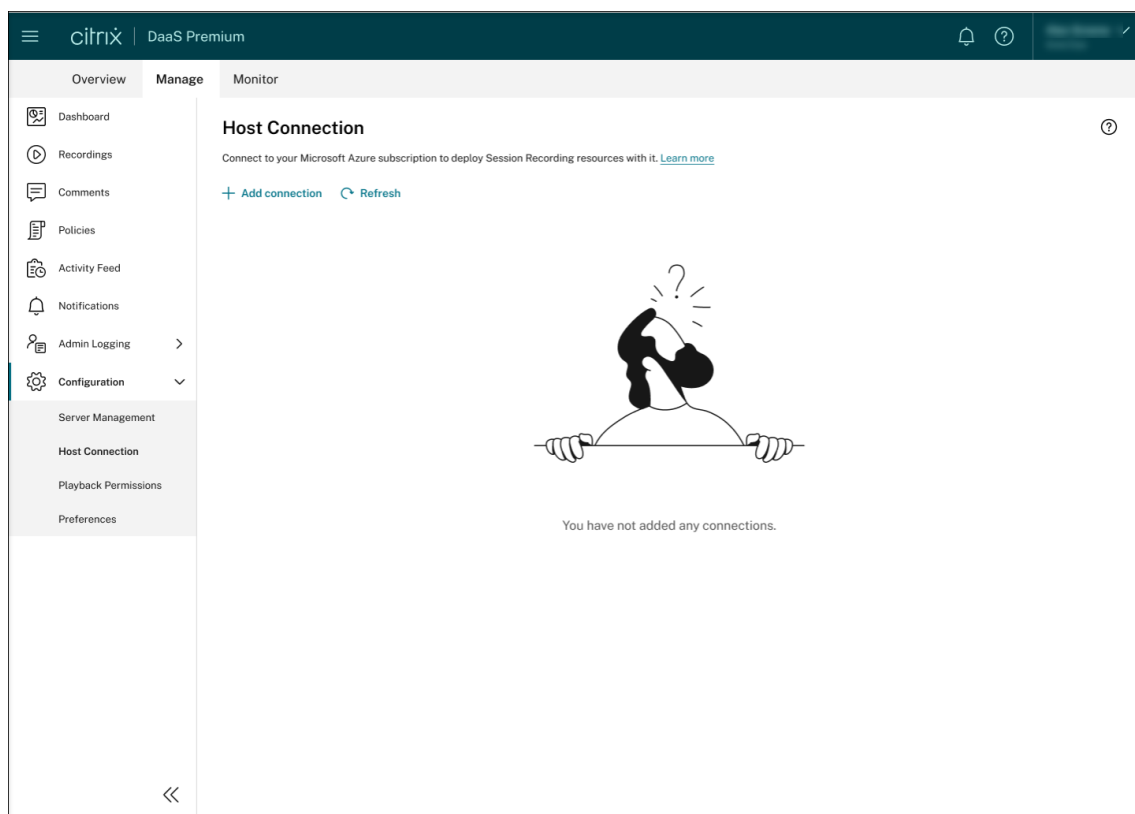 citrix | DaaS Premium
Overview Manage Monitor
Dashboard
Recordings
Comments
Policies
Activity Feed
Notifications
Admin Logging
Configuration
Server Management
Host Connection
Playback Permissions
Preferences
Host Connection
Connect to your Microsoft Azure subscription to deploy Session Recording resources with it. Learn more
+ Add connection Refresh
?
You have not added any connections.